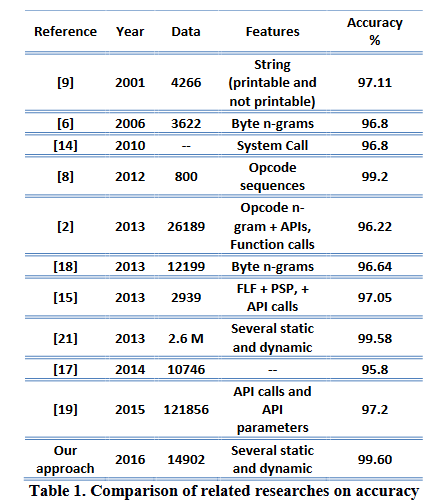 Reference Year Data Features Accuracy %
[9] 2001 4266 String (printable and not printable) 97.11
[6] 2006 3622 Byte n-grams 96.8
[14] 2010 -- System Call 96.8
[8] 2012 800 Opcode sequences 99.2
[2] 2013 26189 Opcode n-gram + APIs, Function calls 96.22
[18] 2013 12199 Byte n-grams 96.64
[15] 2013 2939 FLF + PSP, + API calls 97.05
[21] 2013 2.6 M Several static and dynamic 99.58
[17] 2014 10746 -- 95.8
[19] 2015 121856 API calls and API parameters 97.2
Our approach 2016 14902 Several static and dynamic 99.60
Table 1. Comparison of related researches on accuracy